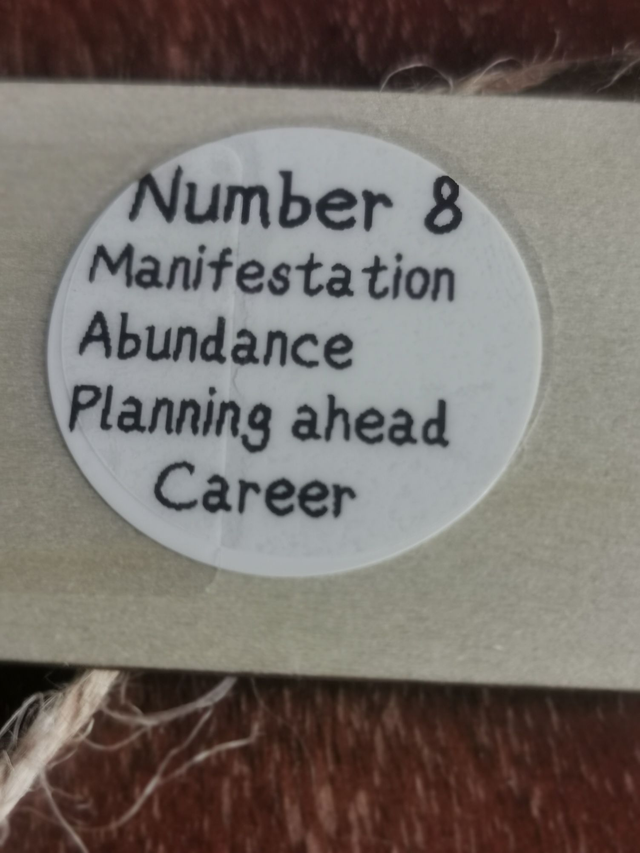 Number 8
Manifestation
Abundance
Planning ahead
Career